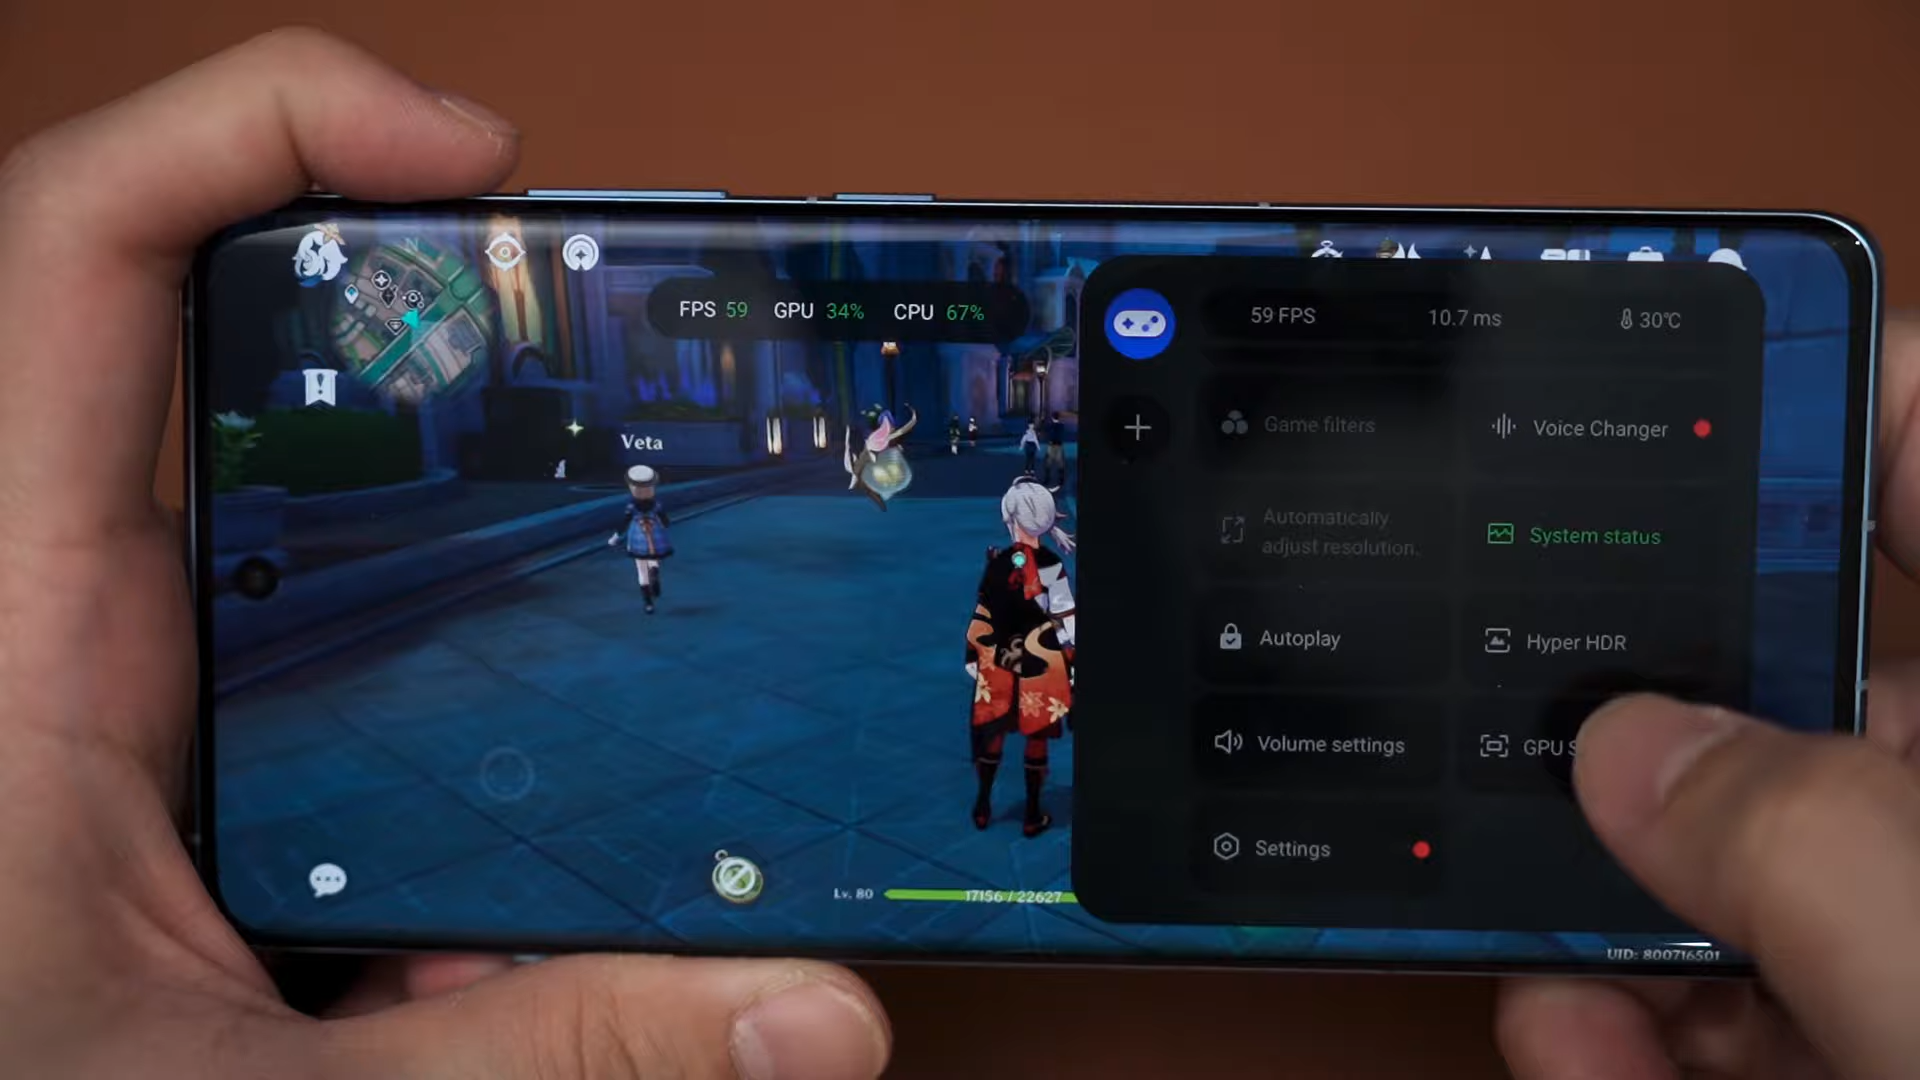 N
FPS 59 GPU 34% CPU 67%
59 FPS 10.7 ms 30℃
Game filters
Voice Changer
Veta
Automatically
adjust resolution.
System status
Autoplay
Hyper HDR
Volume settings
GPU
Settings
Lv. 80 17156 / 22627
UID: 800716501